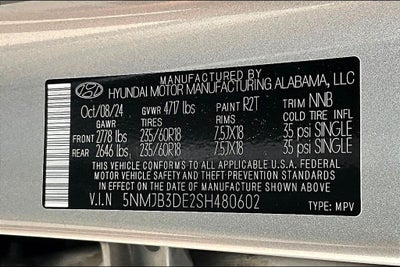 MANUFACTURED BY
HYUNDAI MOTOR MANUFACTURING ALABAMA, LLC
Oct/08/24 GVWR 4717 lbs PAINT R2T TRIM NNB
GAWR TIRES RIMS COLD TIRE INFL
FRONT 2778 lbs 235/60R18 7.5JX18 35 psi SINGLE
REAR 2646 lbs 235/60R18 7.5JX18 35 psi SINGLE
THIS VEHICLE CONFORMS TO ALL APPLICABLE U.S.A. FEDERAL
MOTOR VEHICLE SAFETY AND THEFT PREVENTION STANDARDS
IN EFFECT ON THE DATE OF MANUFACTURE SHOWN ABOVE.
V.I.N 5NMJB3DE2SH480602 TYPE: MPV